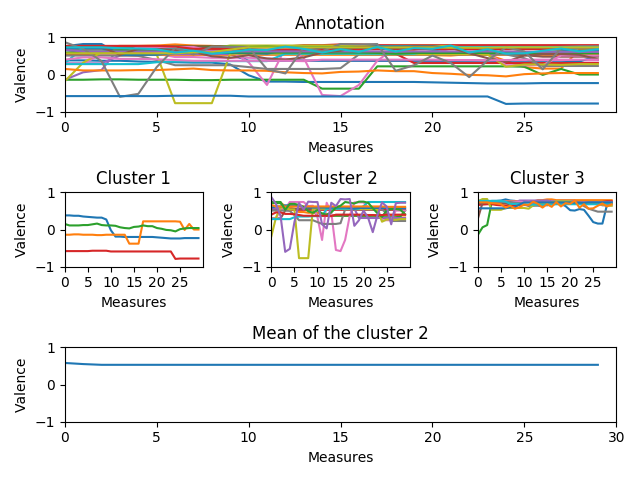 Annotation
Valence
1
0
−1
0 5 10 15 20 25
Measures
Cluster 1 Cluster 2 Cluster 3
Valence Valence Valence
1 1 1
0 0 0
−1 −1 −1
0 5 10 15 20 25 0 5 10 15 20 25 0 5 10 15 20 25
Measures Measures Measures
Mean of the cluster 2
Valence
1
0
−1
0 5 10 15 20 25 30
Measures